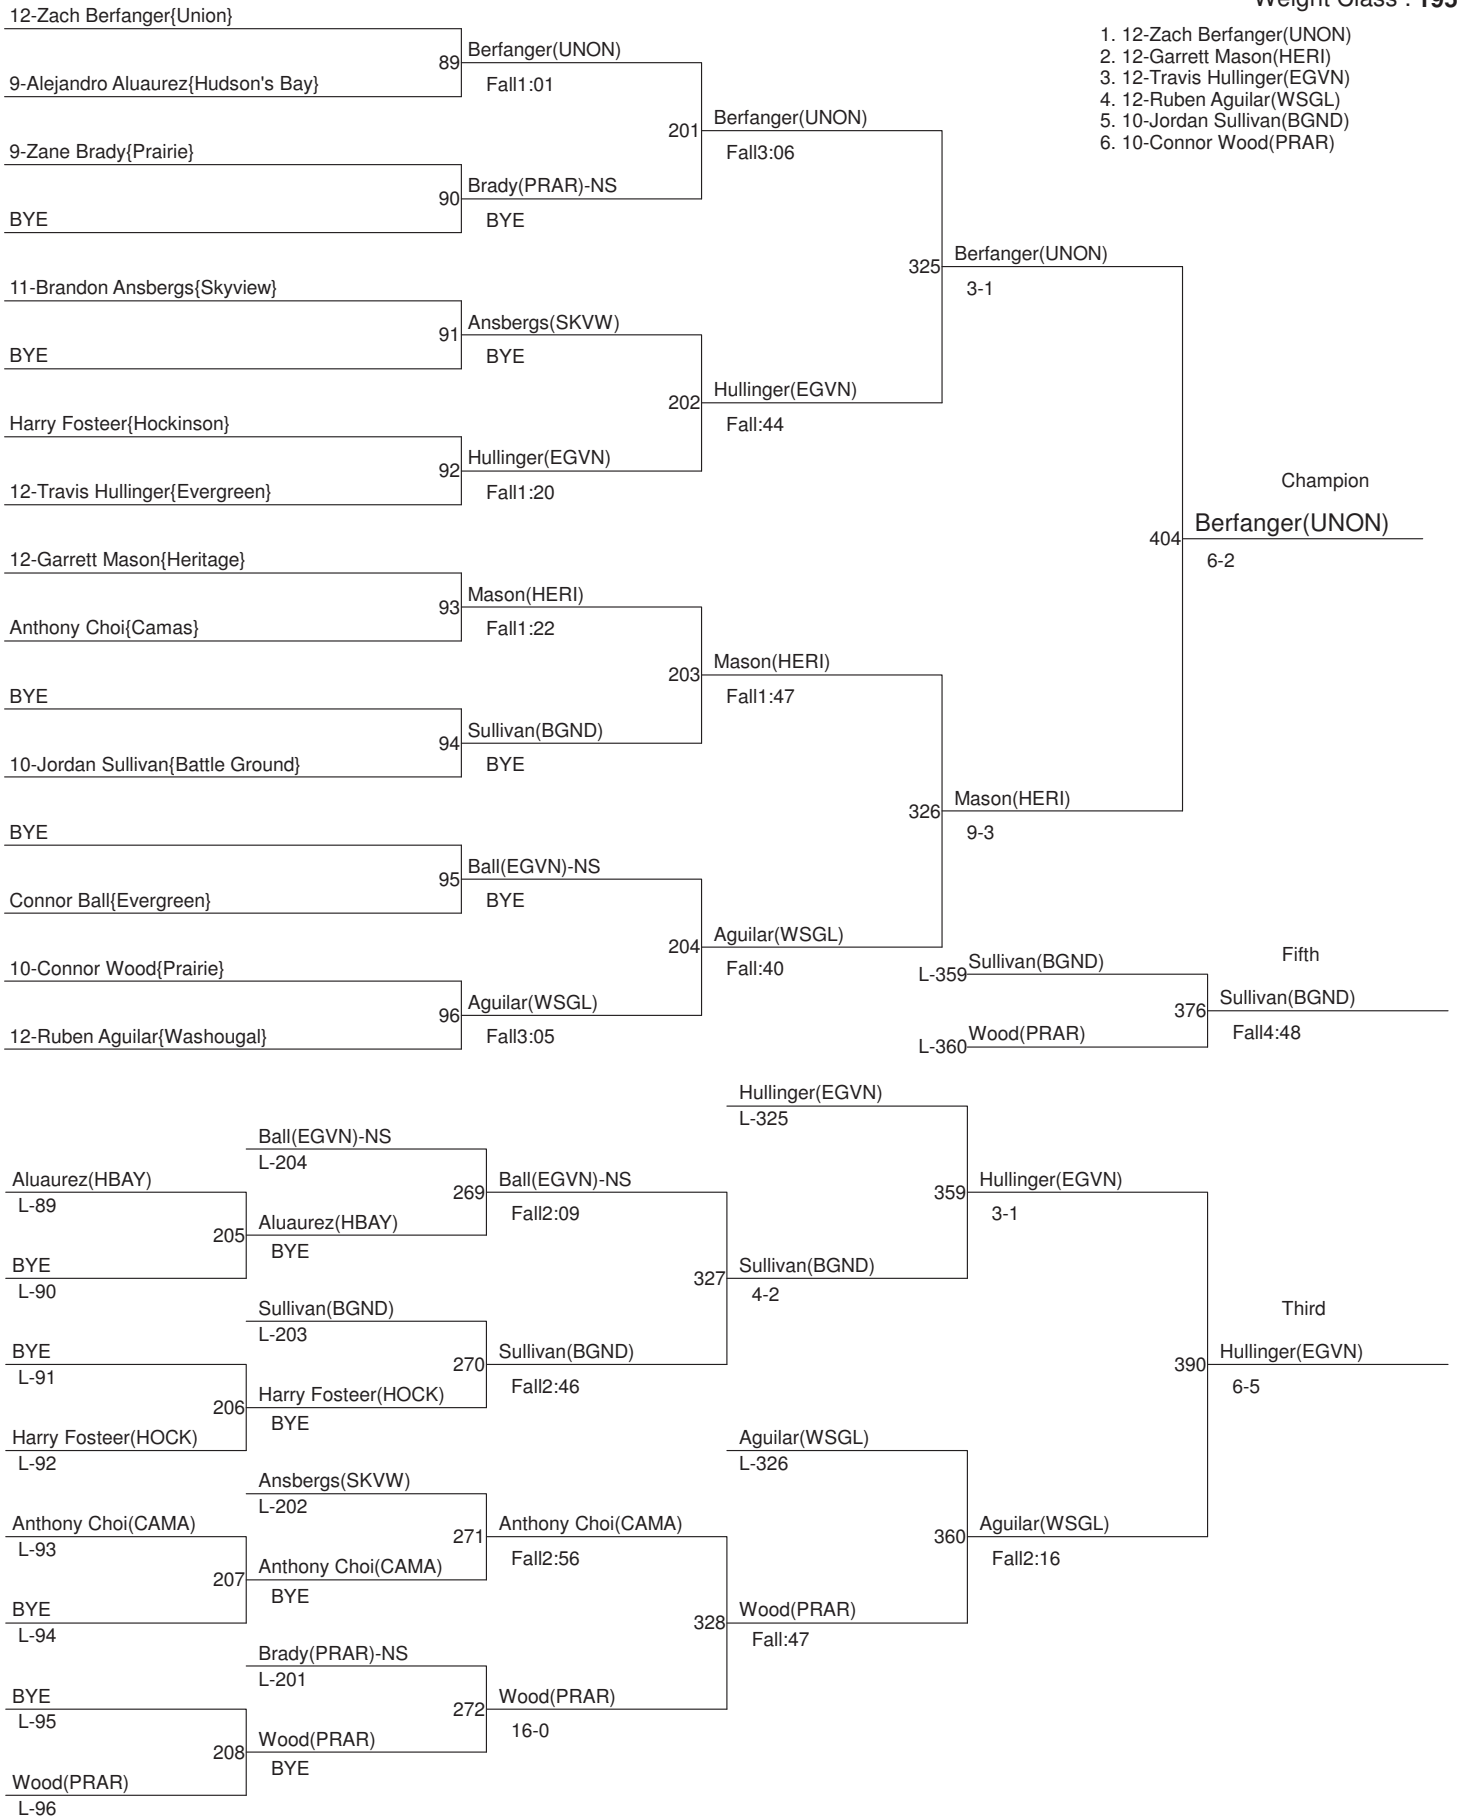 Weight Class : 195
1. 12-Zach Berfanger(UNON)
2. 12-Garrett Mason(HERI)
3. 12-Travis Hullinger(EGVN)
4. 12-Ruben Aguilar(WSGL)
5. 10-Jordan Sullivan(BGND)
6. 10-Connor Wood(PRAR)
12-Zach Berfanger{Union}
89
Berfanger(UNON)
Fall1:01
9-Alejandro Aluaurez{Hudson's Bay}
201
Berfanger(UNON)
Fall3:06
9-Zane Brady{Prairie}
90
Brady(PRAR)-NS
BYE
BYE
325
Berfanger(UNON)
3-1
11-Brandon Ansbergs{Skyview}
91
Ansbergs(SKVW)
BYE
BYE
202
Hullinger(EGVN)
Fall:44
Harry Fosteer{Hockinson}
92
Hullinger(EGVN)
Fall1:20
12-Travis Hullinger{Evergreen}
Champion
404
Berfanger(UNON)
6-2
12-Garrett Mason{Heritage}
93
Mason(HERI)
Fall1:22
Anthony Choi{Camas}
203
Mason(HERI)
Fall1:47
BYE
94
Sullivan(BGND)
BYE
10-Jordan Sullivan{Battle Ground}
326
Mason(HERI)
9-3
BYE
95
Ball(EGVN)-NS
BYE
Connor Ball{Evergreen}
204
Aguilar(WSGL)
Fall:40
10-Connor Wood{Prairie}
96
Aguilar(WSGL)
Fall3:05
12-Ruben Aguilar{Washougal}
Fifth
L-359
Sullivan(BGND)
376
Sullivan(BGND)
Fall4:48
L-360
Wood(PRAR)
Hullinger(EGVN)
L-325
Ball(EGVN)-NS
L-204
Aluaurez(HBAY)
L-89
269
Ball(EGVN)-NS
Fall2:09
359
Hullinger(EGVN)
3-1
205
Aluaurez(HBAY)
BYE
BYE
L-90
327
Sullivan(BGND)
4-2
Sullivan(BGND)
L-203
Third
BYE
L-91
270
Sullivan(BGND)
Fall2:46
390
Hullinger(EGVN)
6-5
206
Harry Fosteer(HOCK)
BYE
Harry Fosteer(HOCK)
L-92
Aguilar(WSGL)
L-326
Ansbergs(SKVW)
L-202
Anthony Choi(CAMA)
L-93
271
Anthony Choi(CAMA)
Fall2:56
360
Aguilar(WSGL)
Fall2:16
207
Anthony Choi(CAMA)
BYE
BYE
L-94
328
Wood(PRAR)
Fall:47
Brady(PRAR)-NS
L-201
BYE
L-95
272
Wood(PRAR)
16-0
208
Wood(PRAR)
BYE
Wood(PRAR)
L-96